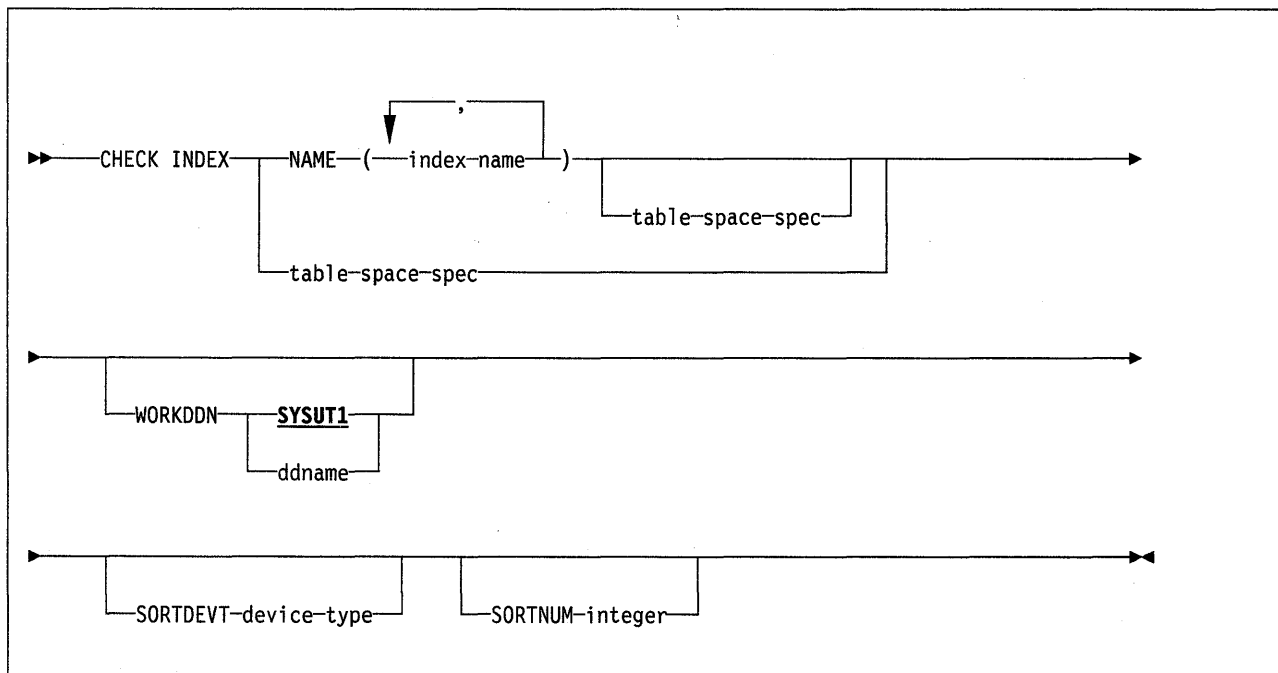 ,
CHECK INDEX NAME ( index name )
table space spec
table space spec
WORKDDN SYSUT1
ddname
SORTDEVT device type SORTNUM integer